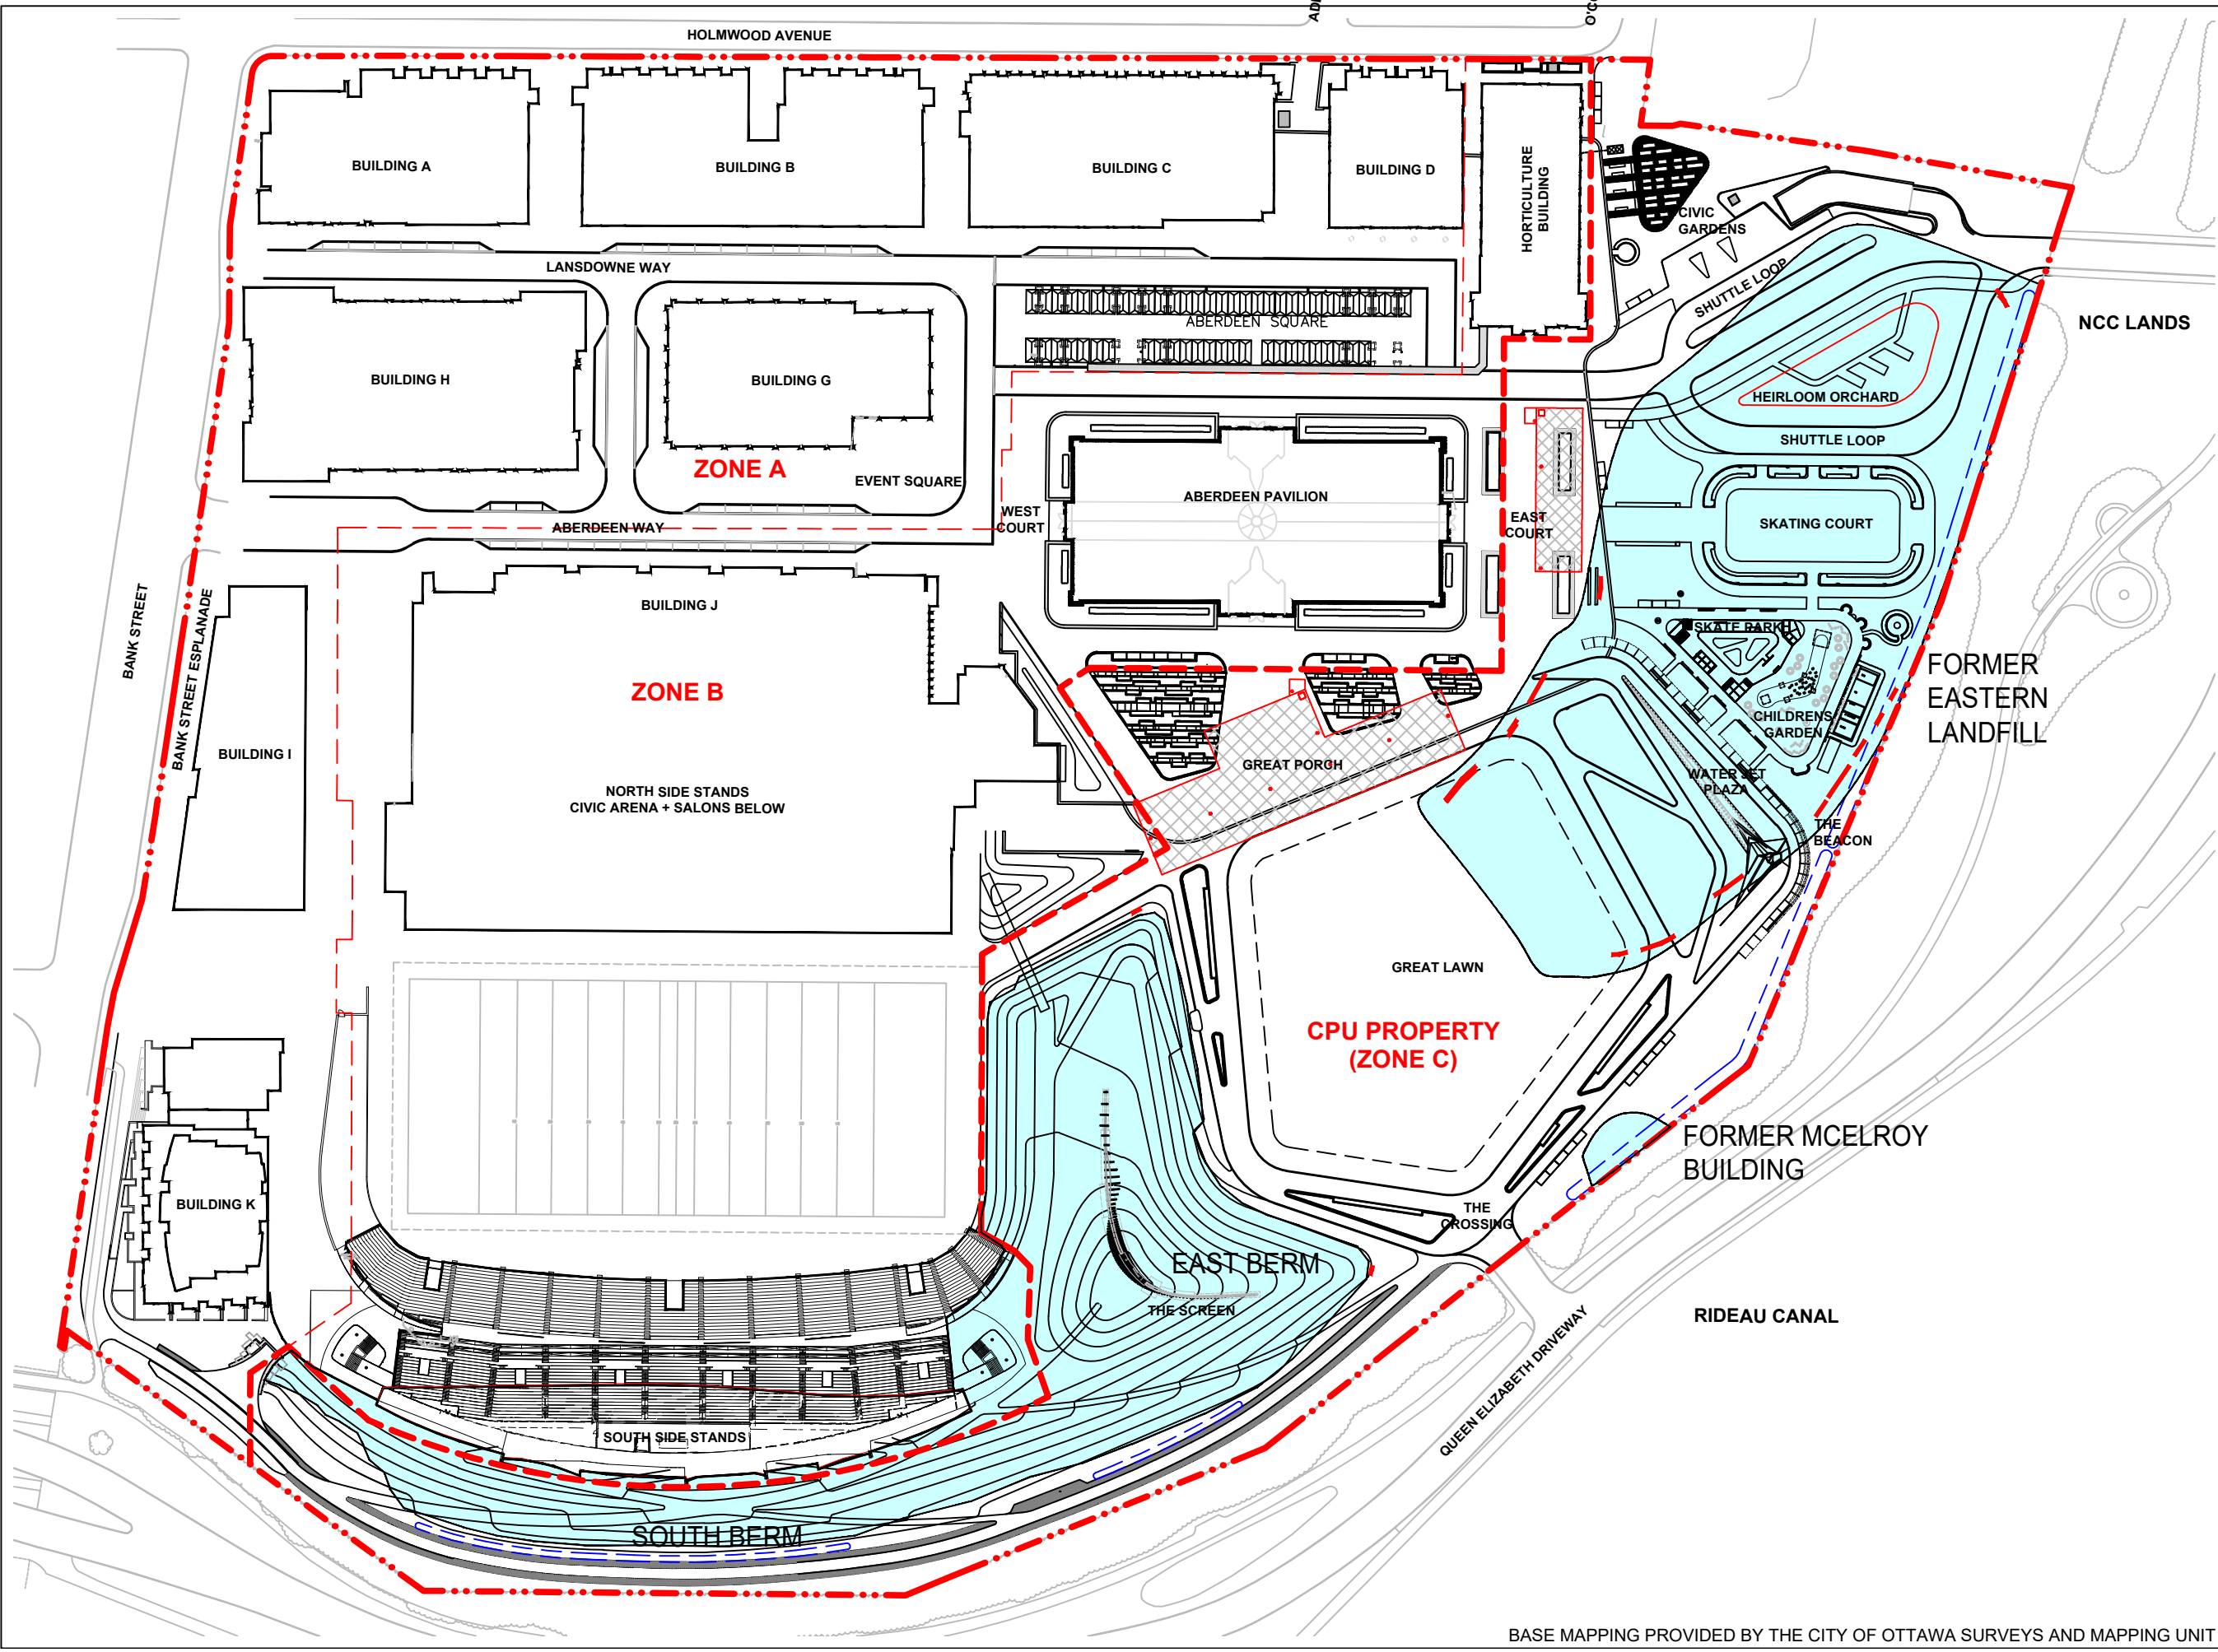 HOLMWOOD AVENUE
BUILDING A
BUILDING B
BUILDING C
BUILDING D
HORTICULTURE
BUILDING
CIVIC
GARDENS
LANSDOWNE WAY
SHUTTLE LOOP
ABERDEEN SQUARE
NCC LANDS
BUILDING H
BUILDING G
HEIRLOOM ORCHARD
SHUTTLE LOOP
ZONE A
EVENT SQUARE
ABERDEEN PAVILION
WEST
COURT
EAST
COURT
SKATING COURT
ABERDEEN WAY
BANK STREET
BANK STREET ESPLANADE
BUILDING J
SKATE PARK
ZONE B
FORMER
EASTERN
LANDFILL
CHILDRENS
GARDEN
BUILDING I
GREAT PORCH
WATER JET
PLAZA
NORTH SIDE STANDS
CIVIC ARENA + SALONS BELOW
THE
BEACON
GREAT LAWN
CPU PROPERTY
(ZONE C)
FORMER MCELROY
BUILDING
BUILDING K
THE
CROSSING
EAST BERM
THE SCREEN
RIDEAU CANAL
QUEEN ELIZABETH DRIVEWAY
SOUTH SIDE STANDS
SOUTH BERM
BASE MAPPING PROVIDED BY THE CITY OF OTTAWA SURVEYS AND MAPPING UNIT